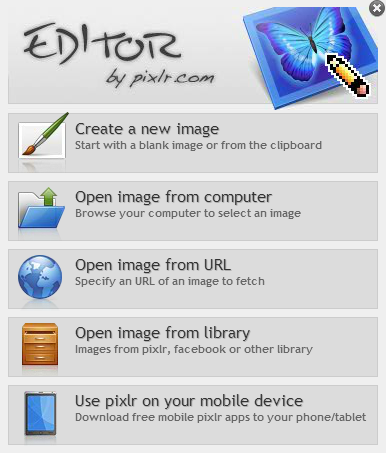 EDITOR
by pixlr.com
Create a new image
Start with a blank image or from the clipboard
Open image from computer
Browse your computer to select an image
Open image from URL
Specify an URL of an image to fetch
Open image from library
Images from pixlr, facebook or other library
Use pixlr on your mobile device
Download free mobile pixlr apps to your phone/tablet